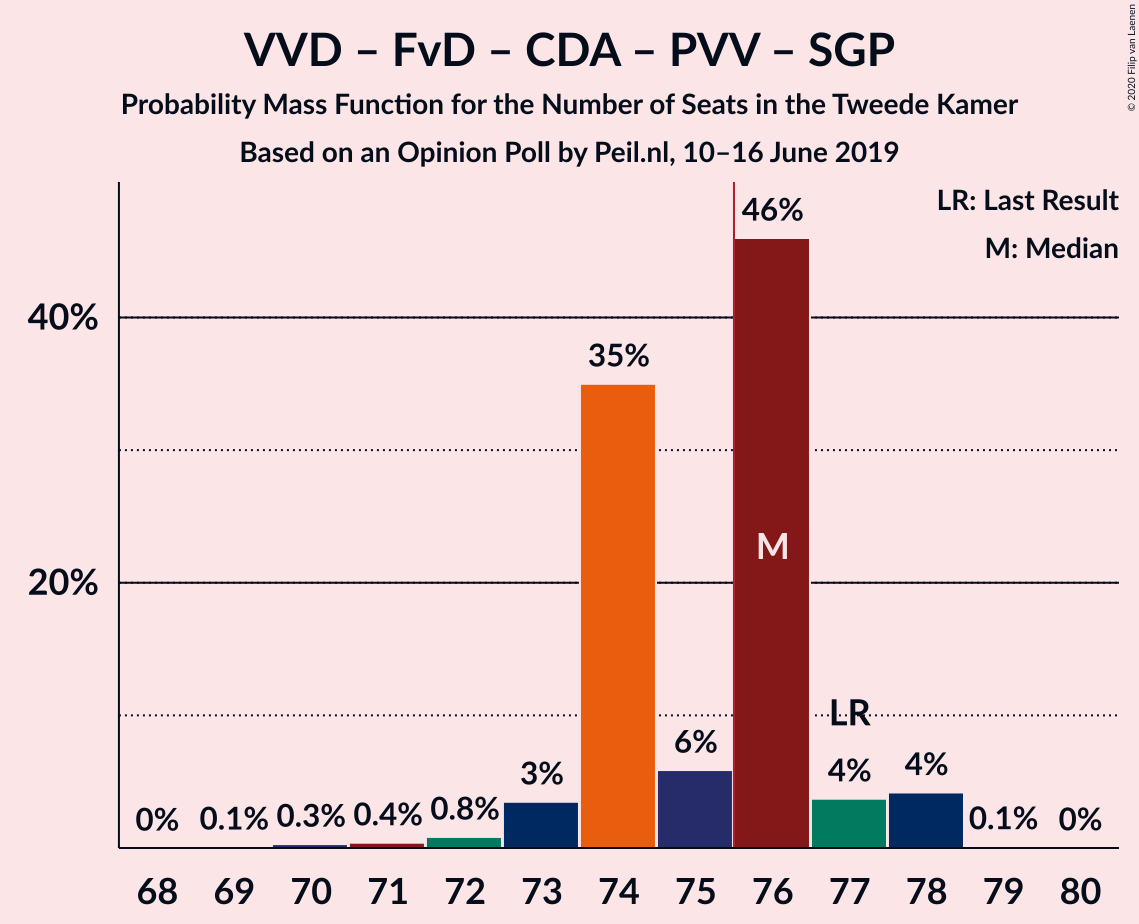 VVD – FvD – CDA – PVV – SGP
Probability Mass Function for the Number of Seats in the Tweede Kamer
Based on an Opinion Poll by Peil.nl, 10–16 June 2019
© 2020 Filip van Laenen
LR: Last Result
M: Median
40%
20%
0% 0.1% 0.3% 0.4% 0.8% 3% 35% 6% 46% 4% 4% 0.1% 0%
M
LR
68 69 70 71 72 73 74 75 76 77 78 79 80